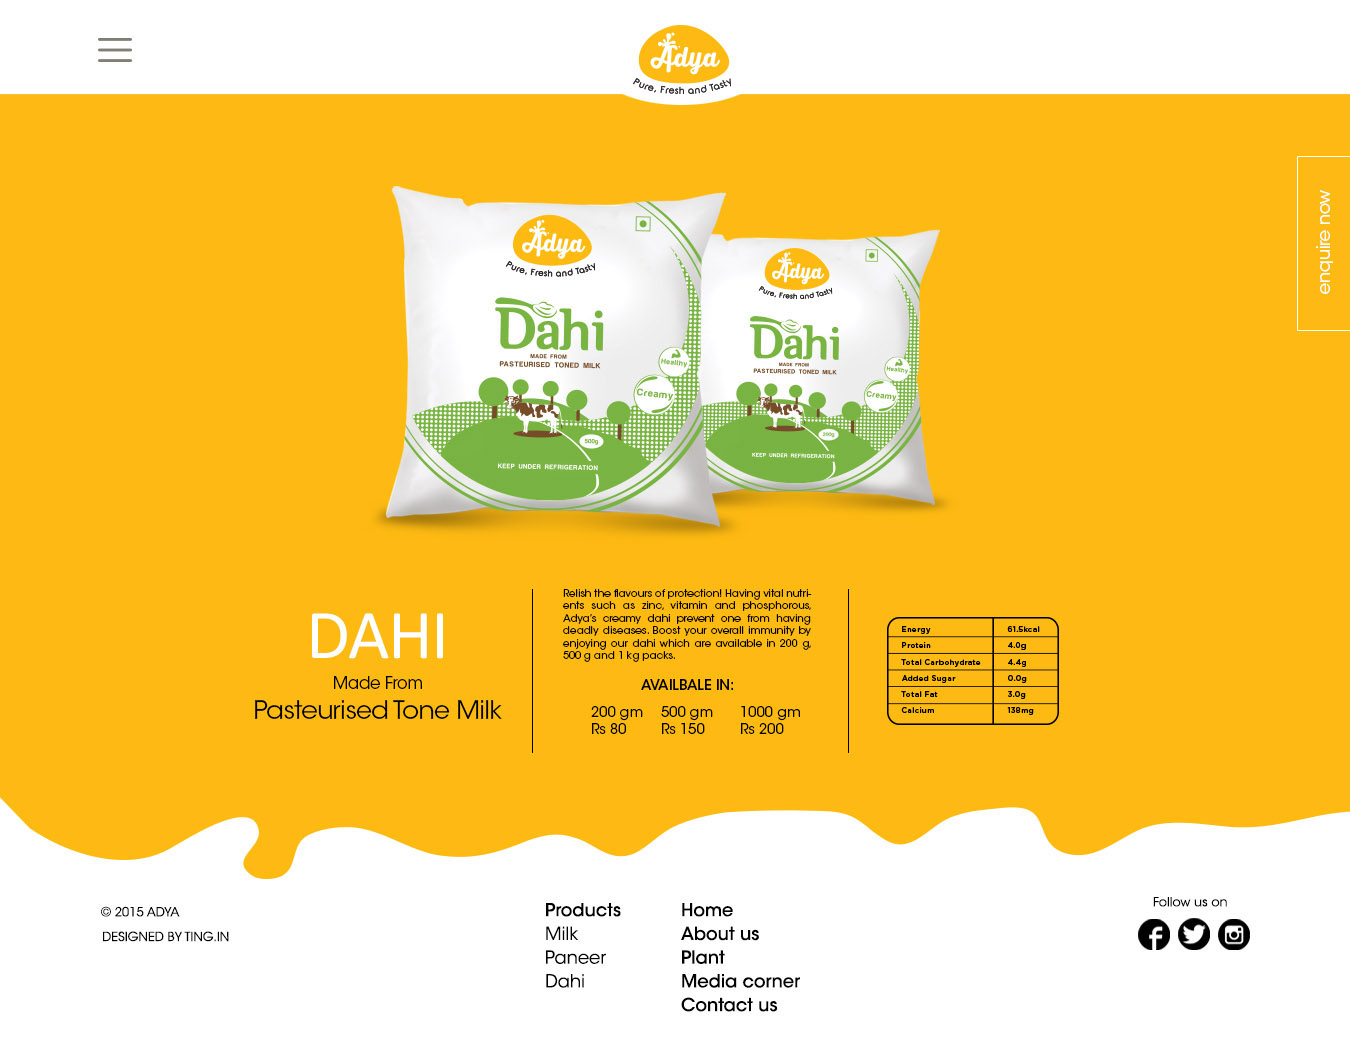 Adya
Pure, Fresh and Tasty
enquire now
Adya
Pure, Fresh and Tasty
Dahi
MADE FROM
PASTEURISED TONED MILK
Healthy
Creamy
500g
KEEP UNDER REFRIGERATION
Adya
Pure, Fresh and Tasty
Dahi
MADE FROM
PASTEURISED TONED MILK
Healthy
Creamy
200g
KEEP UNDER REFRIGERATION
DAHI
Made From
Pasteurised Tone Milk
Relish the flavours of protection! Having vital nutri-
ents such as zinc, vitamin and phosphorous,
Adya's creamy dahi prevent one from having
deadly diseases. Boost your overall immunity by
enjoying our dahi which are available in 200 g,
500 g and 1 kg packs.
AVAILBALE IN:
200 gm 500 gm 1000 gm
Rs 80 Rs 150 Rs 200
Energy 61.5kcal
Protein 4.0g
Total Carbohydrate 4.4g
Added Sugar 0.0g
Total Fat 3.0g
Calcium 138mg
© 2015 ADYA
DESIGNED BY TING.IN
Products
Milk
Paneer
Dahi
Home
About us
Plant
Media corner
Contact us
Follow us on